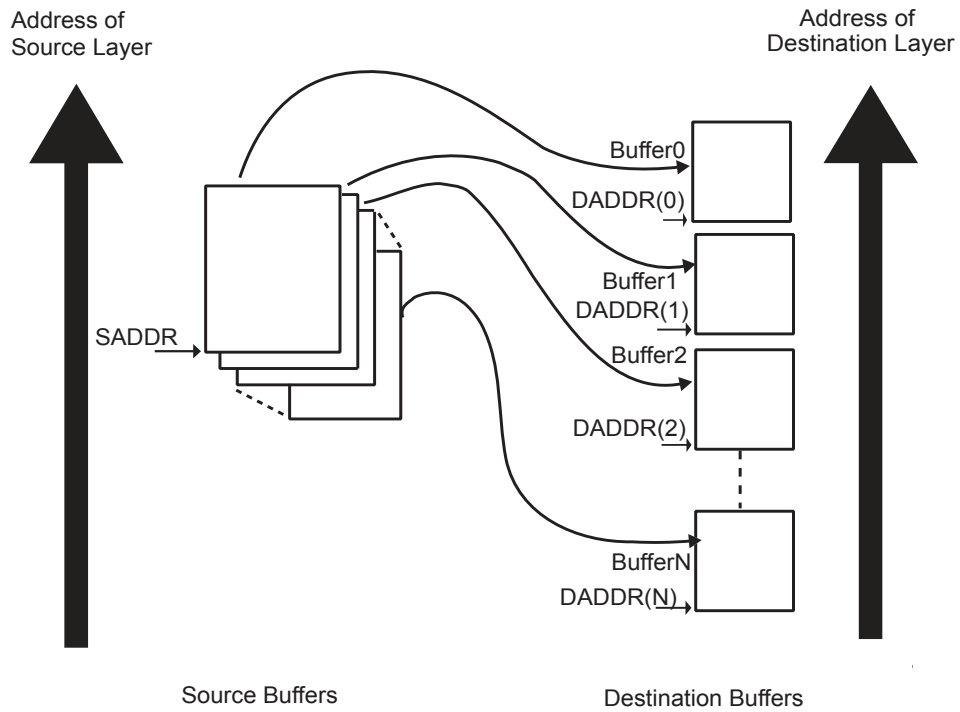 Address of
Source Layer
Address of
Destination Layer
Buffer0
DADDR(0)
Buffer1
DADDR(1)
SADDR
Buffer2
DADDR(2)
BufferN
DADDR(N)
Source Buffers
Destination Buffers